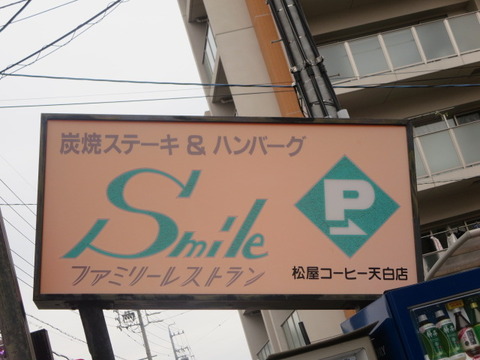 炭焼ステーキ & ハンバーグ
Smile
ファミリーレストラン
P
松屋コーヒー天白店